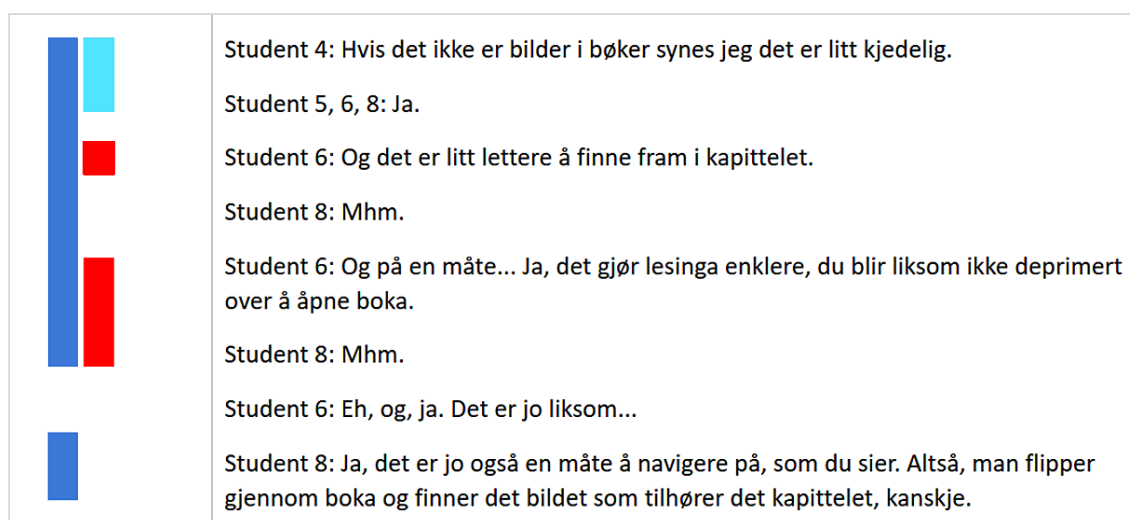 Student 4: Hvis det ikke er bilder i bøker synes jeg det er litt kjedelig.
Student 5, 6, 8: Ja.
Student 6: Og det er litt lettere å finne fram i kapittelet.
Student 8: Mhm.
Student 6: Og på en måte... Ja, det gjør lesinga enklere, du blir liksom ikke deprimert
over å åpne boka.
Student 8: Mhm.
Student 6: Eh, og, ja. Det er jo liksom...
Student 8: Ja, det er jo også en måte å navigere på, som du sier. Altså, man flipper
gjennom boka og finner det bildet som tilhører det kapittelet, kanskje.